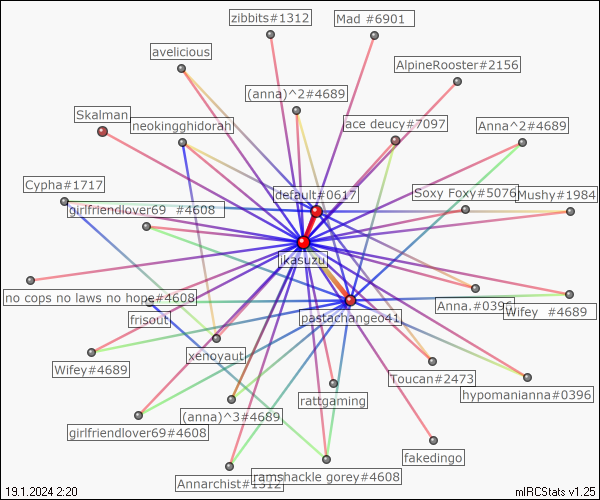 zibbits#1312
Mad #6901
avelicious
AlpineRooster#2156
(anna)^2#4689
Skalman
neokingghidorah
ace deucy#7097
Anna^2#4689
Cypha#1717
default#0617
Soxy Foxy#5076
Mushy#1984
girlfriendlover69 #4608
jkasuzu
no cops no laws no hope#4608
Anna.#0396
Wifey #4689
frisout
pastachangeo41
xenoyaut
Wifey#4689
Toucan#2473
hypomanianna#0396
rattgaming
(anna)^3#4689
girlfriendlover69#4608
fakedingo
Annarchist#1312
ramshackle gorey#4608
19.1.2024 2:20
mIRCStats v1.25